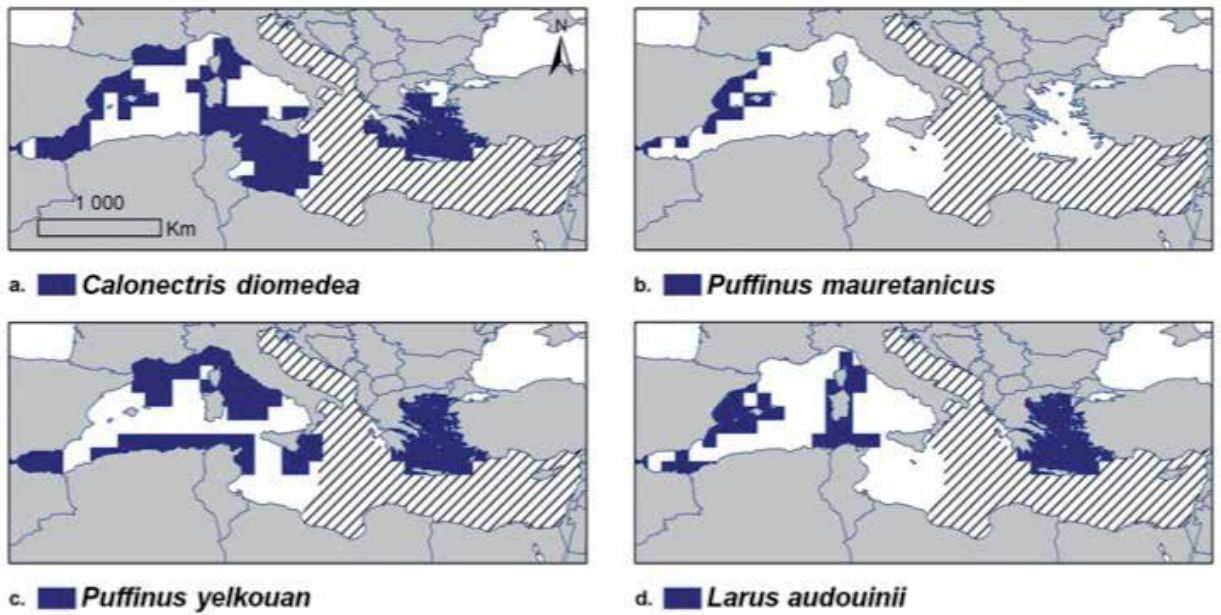 N
1 000
Km
a. Calonectris diomedea
b. Puffinus mauretanicus
c. Puffinus yelkouan
d. Larus audouinii